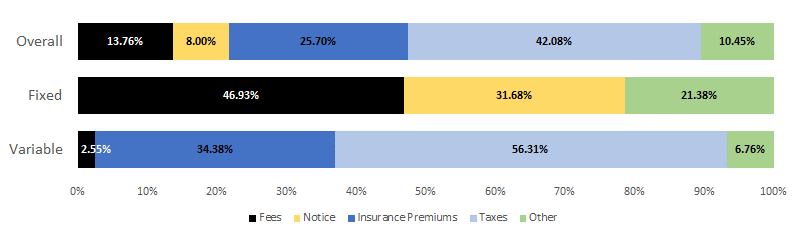 Overall 13.76% 8.00% 25.70% 42.08% 10.45%
Fixed 46.93% 31.68% 21.38%
Variable 2.55% 34.38% 56.31% 6.76%
0% 10% 20% 30% 40% 50% 60% 70% 80% 90% 100%
Fees Notice Insurance Premiums Taxes Other